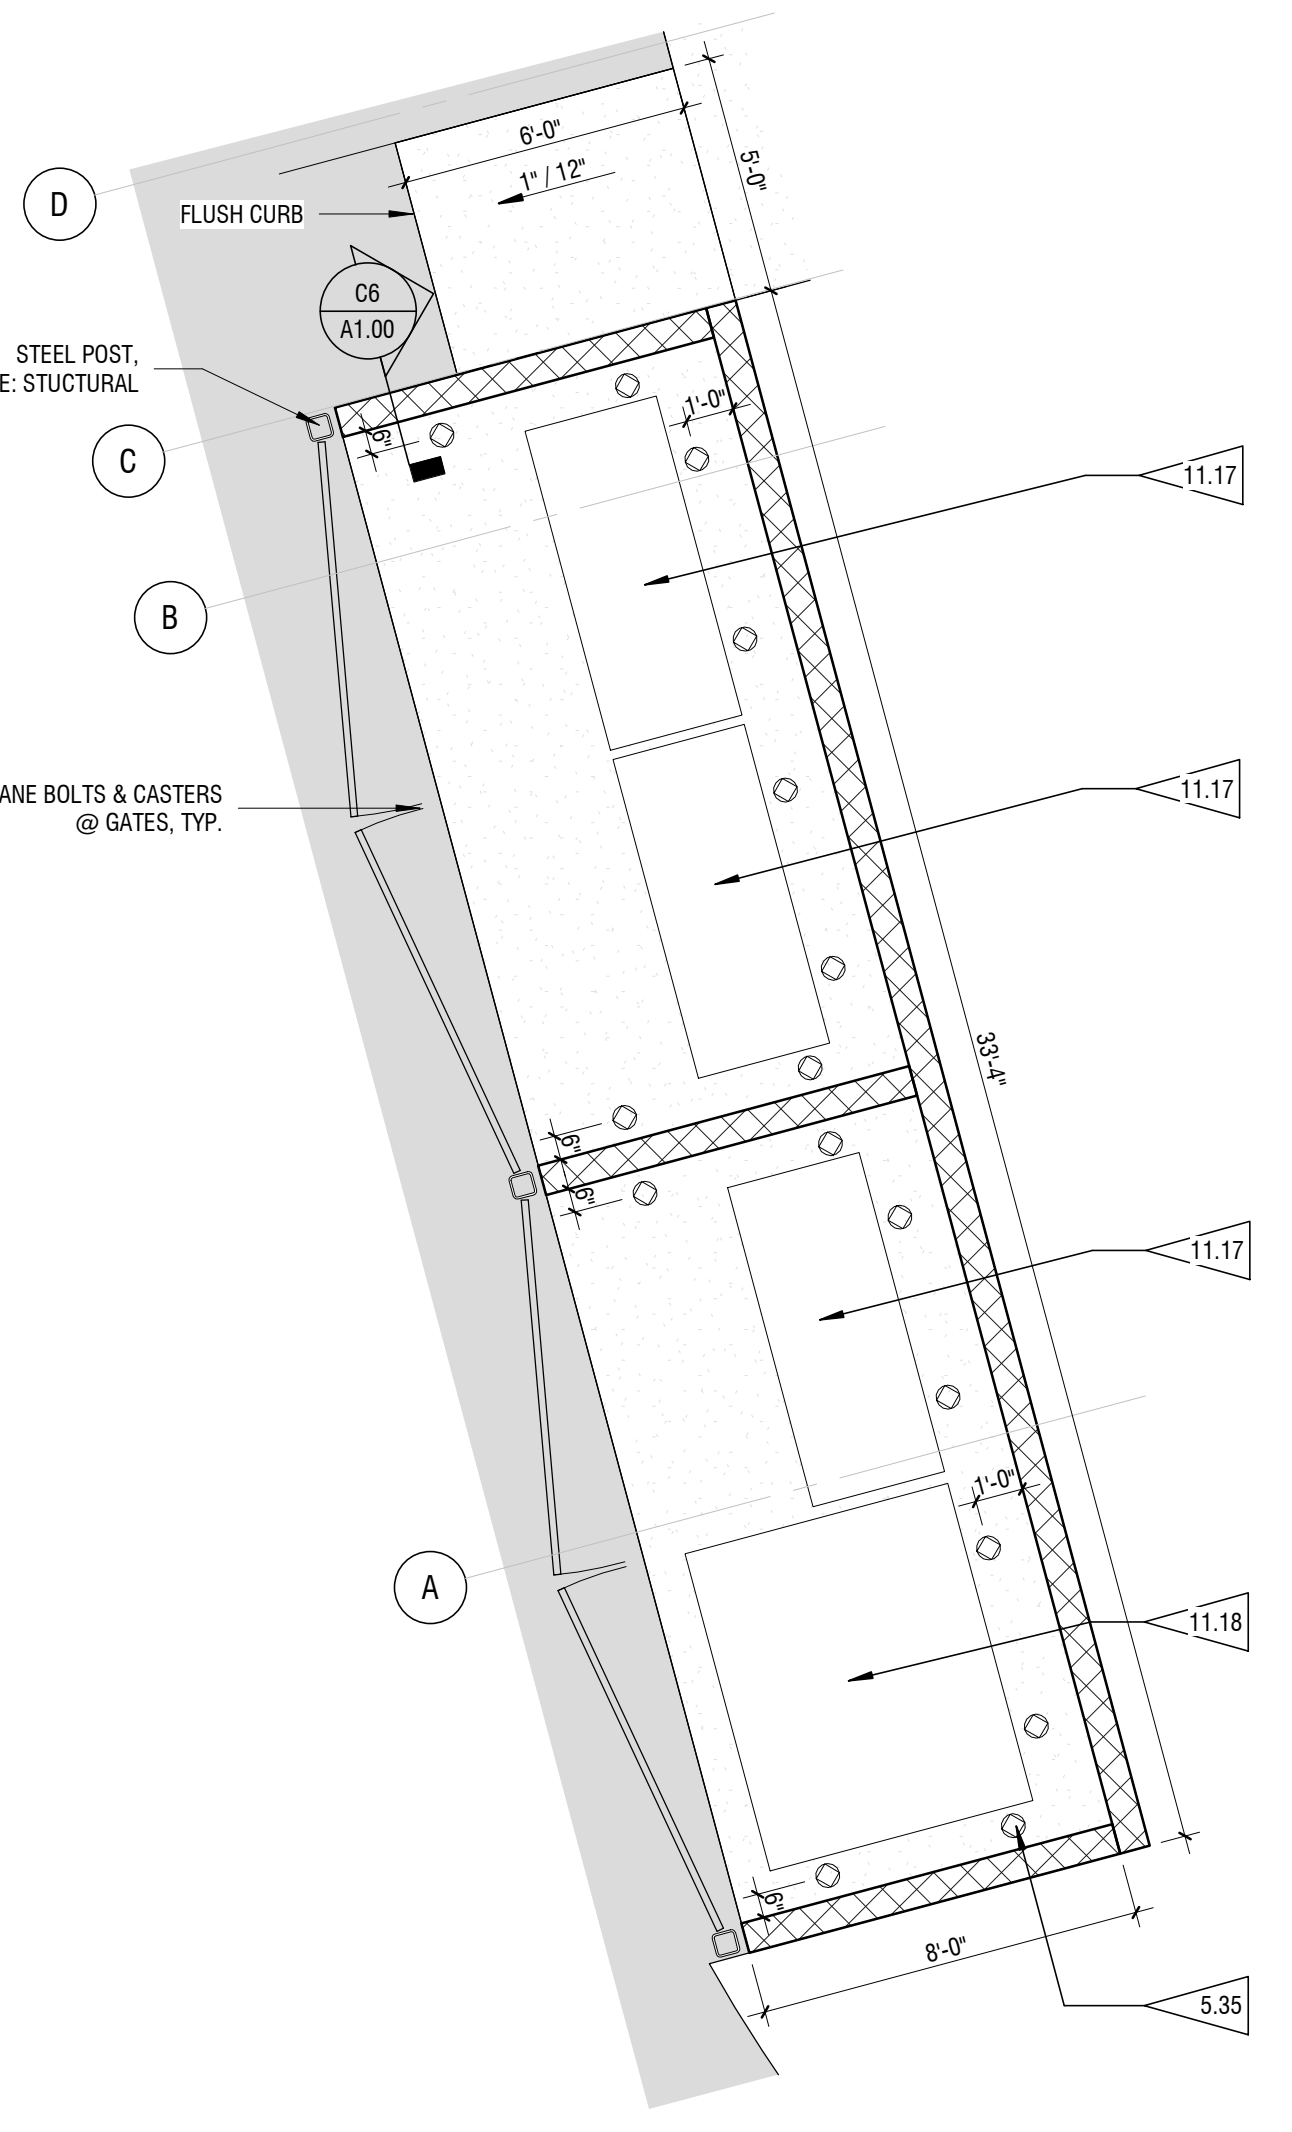 6'-0"
1" / 12"
5'-0"
D
FLUSH CURB
C6
A1.00
STEEL POST,
E: STUCTURAL
1'-0"
6"
C
11.17
B
11.17
ANE BOLTS & CASTERS
@ GATES, TYP.
33'-4"
6"
6"
11.17
1'-0"
A
11.18
6"
8'-0"
5.35